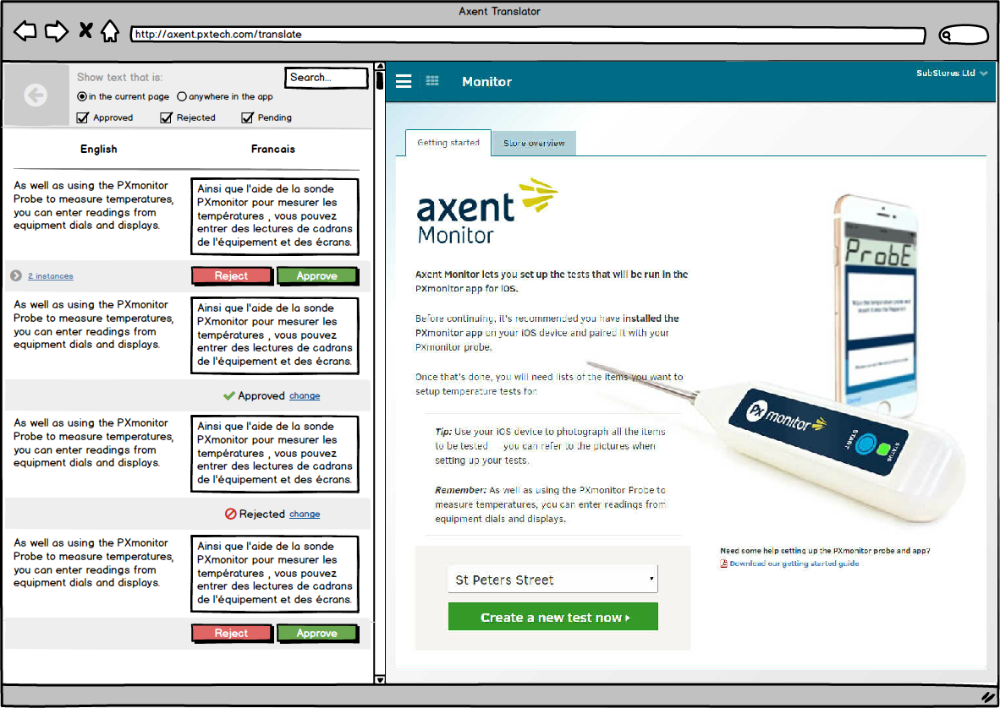 Axent Translator
http://axent.pxtech.com/translate
Show text that is:
Search...
in the current page
anywhere in the app
Approved
Rejected
Pending
English
Francais
As well as using the PXmonitor
Probe to measure temperatures,
you can enter readings from
equipment dials and displays.
Ainsi que l'aide de la sonde
PXmonitor pour mesurer les
températures , vous pouvez
entrer des lectures de cadrans
de l'équipement et des écrans.
2 instances
Reject
Approve
As well as using the PXmonitor
Probe to measure temperatures,
you can enter readings from
equipment dials and displays.
Ainsi que l'aide de la sonde
PXmonitor pour mesurer les
températures , vous pouvez
entrer des lectures de cadrans
de l'équipement et des écrans.
Approved change
As well as using the PXmonitor
Probe to measure temperatures,
you can enter readings from
equipment dials and displays.
Ainsi que l'aide de la sonde
PXmonitor pour mesurer les
températures , vous pouvez
entrer des lectures de cadrans
de l'équipement et des écrans.
Rejected change
As well as using the PXmonitor
Probe to measure temperatures,
you can enter readings from
equipment dials and displays.
Ainsi que l'aide de la sonde
PXmonitor pour mesurer les
températures , vous pouvez
entrer des lectures de cadrans
de l'équipement et des écrans.
Reject
Approve
Monitor
SubStores Ltd
Getting started
Store overview
axent
Monitor
Axent Monitor lets you set up the tests that will be run in the
PXmonitor app for iOS.
Before continuing, it's recommended you have installed the
PXmonitor app on your iOS device and paired it with your
PXmonitor probe.
Once that's done, you will need lists of the items you want to
setup temperature tests for:
Tip: Use your iOS device to photograph all the items
to be tested you can refer to the pictures when
setting up your tests.
Remember: As well as using the PXmonitor Probe to
measure temperatures, you can enter readings from
equipment dials and displays.
St Peters Street
Create a new test now
ProbE
Px monitor
START
STATUS
Need some help setting up the PXmonitor probe and app?
Download our getting started guide